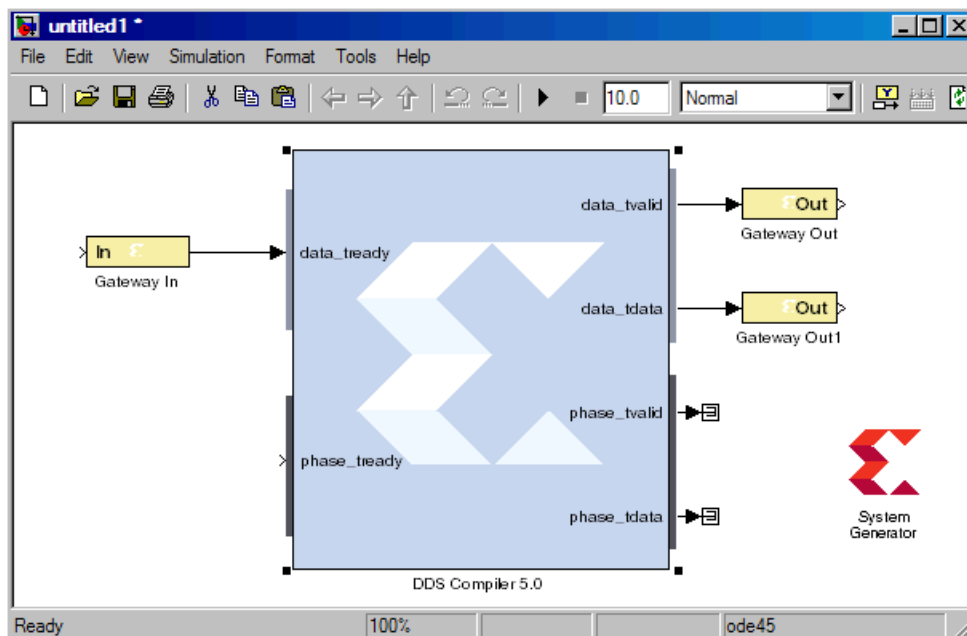 untitled1 *
File Edit View Simulation Format Tools Help
10.0 Normal
data_tvalid
Out
Gateway Out
In
data_tready
Gateway In
data_tdata
Out
Gateway Out1
phase_tvalid
phase_tready
phase_tdata
System
Generator
DDS Compiler 5.0
Ready 100% ode45